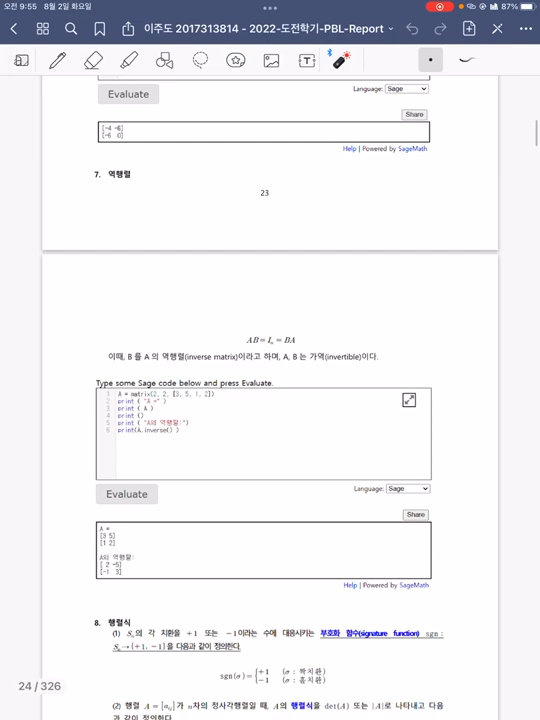 오전 9:55 8월 2일 화요일
87%
이주도 2017313814 - 2022-도전학기-PBL-Report
Evaluate
Language: Sage
Share
[-4 -6]
[-6 0]
Help | Powered by SageMath
7. 역행렬
23
AB = Iₙ = BA
이때, B 를 A 의 역행렬(inverse matrix)이라고 하며, A, B 는 가역(invertible)이다.
Type some Sage code below and press Evaluate.
1 A = matrix(2, 2, [3, 5, 1, 2])
2 print ( "A =" )
3 print ( A )
4 print ()
5 print ( "A의 역행렬:")
6 print(A.inverse() )
Evaluate
Language: Sage
Share
A =
[3 5]
[1 2]
A의 역행렬:
[ 2 -5]
[-1 3]
Help | Powered by SageMath
8. 행렬식
(1) Sₙ의 각 치환을 +1 또는 -1이라는 수에 대응시키는 부호화 함수(signature function) sgn :
Sₙ→{+1, -1}을 다음과 같이 정의한다.
sgn(σ) = { +1 (σ : 짝치환)
-1 (σ : 홀치환)
24 / 326
(2) 행렬 A = [aᵢⱼ]가 n차의 정사각행렬일 때, A의 행렬식을 det(A) 또는 |A|로 나타내고 다음
과 같이 정의한다